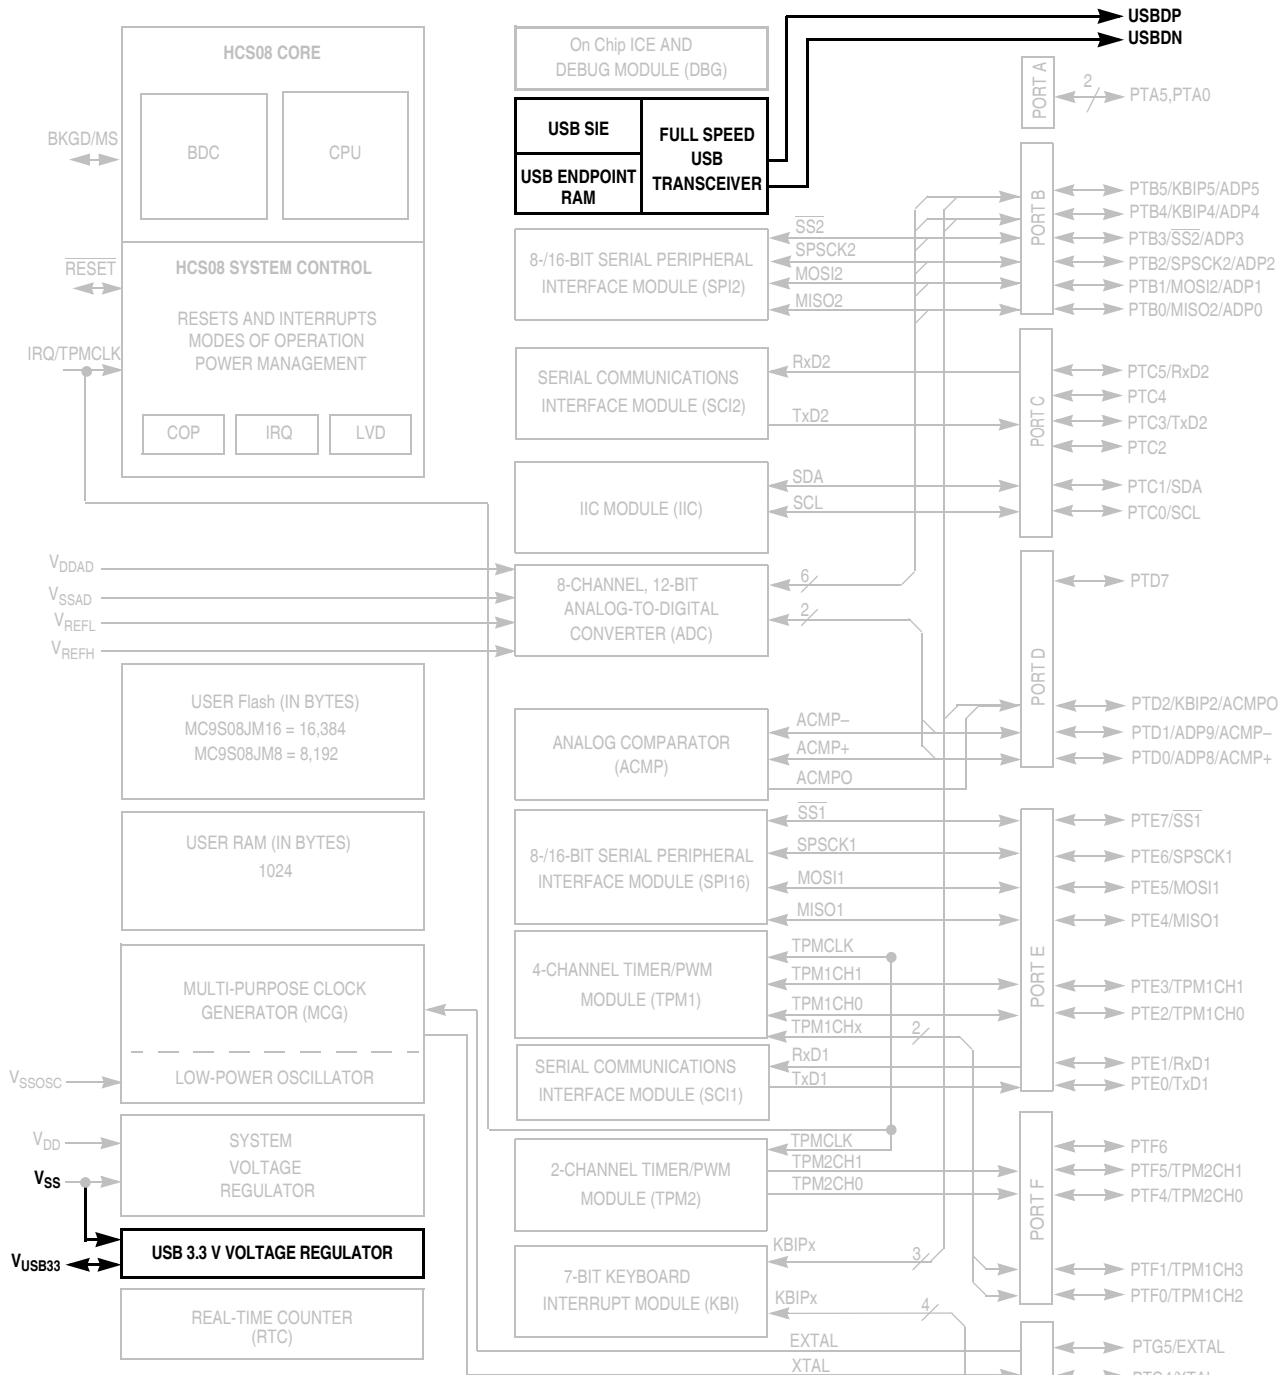 HCS08 CORE
BDC
CPU
BKGD/MS
HCS08 SYSTEM CONTROL
RESET
RESETS AND INTERRUPTS
MODES OF OPERATION
POWER MANAGEMENT
IRQ/TPMCLK
COP
IRQ
LVD
VDDAD
VSSAD
VREFL
VREFH
USER Flash (IN BYTES)
MC9S08JM16 = 16,384
MC9S08JM8 = 8,192
USER RAM (IN BYTES)
1024
MULTI-PURPOSE CLOCK
GENERATOR (MCG)
LOW-POWER OSCILLATOR
VSSOSC
VDD
VSS
SYSTEM
VOLTAGE
REGULATOR
USB 3.3 V VOLTAGE REGULATOR
VUSB33
REAL-TIME COUNTER
(RTC)
On Chip ICE AND
DEBUG MODULE (DBG)
USB SIE
USB ENDPOINT
RAM
FULL SPEED
USB
TRANSCEIVER
8-/16-BIT SERIAL PERIPHERAL
INTERFACE MODULE (SPI2)
SS2
SPSCK2
MOSI2
MISO2
SERIAL COMMUNICATIONS
INTERFACE MODULE (SCI2)
RxD2
TxD2
IIC MODULE (IIC)
SDA
SCL
8-CHANNEL, 12-BIT
ANALOG-TO-DIGITAL
CONVERTER (ADC)
6
2
ANALOG COMPARATOR
(ACMP)
ACMP–
ACMP+
ACMPO
8-/16-BIT SERIAL PERIPHERAL
INTERFACE MODULE (SPI16)
SS1
SPSCK1
MOSI1
MISO1
4-CHANNEL TIMER/PWM
MODULE (TPM1)
TPMCLK
TPM1CH1
TPM1CH0
TPM1CHx
2
SERIAL COMMUNICATIONS
INTERFACE MODULE (SCI1)
RxD1
TxD1
2-CHANNEL TIMER/PWM
MODULE (TPM2)
TPMCLK
TPM2CH1
TPM2CH0
7-BIT KEYBOARD
INTERRUPT MODULE (KBI)
KBIPx
3
KBIPx
4
EXTAL
XTAL
USBDP
USBDN
PORT A
2
PTA5,PTA0
PORT B
PTB5/KBIP5/ADP5
PTB4/KBIP4/ADP4
PTB3/SS2/ADP3
PTB2/SPSCK2/ADP2
PTB1/MOSI2/ADP1
PTB0/MISO2/ADP0
PORT C
PTC5/RxD2
PTC4
PTC3/TxD2
PTC2
PTC1/SDA
PTC0/SCL
PORT D
PTD7
PTD2/KBIP2/ACMPO
PTD1/ADP9/ACMP–
PTD0/ADP8/ACMP+
PORT E
PTE7/SS1
PTE6/SPSCK1
PTE5/MOSI1
PTE4/MISO1
PTE3/TPM1CH1
PTE2/TPM1CH0
PTE1/RxD1
PTE0/TxD1
PORT F
PTF6
PTF5/TPM2CH1
PTF4/TPM2CH0
PTF1/TPM1CH3
PTF0/TPM1CH2
PTG5/EXTAL